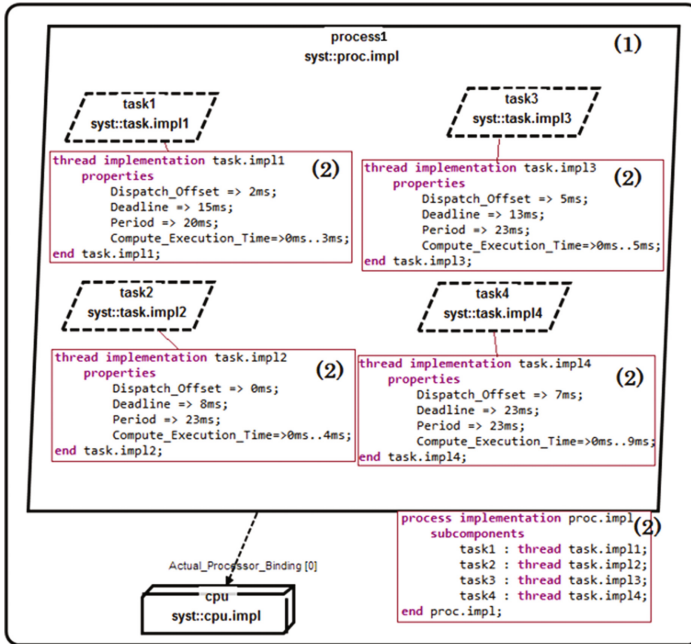 process1
(1)
syst::proc.impl
task1
syst::task.impl1
task3
syst::task.impl3
thread implementation task.impl1
(2)
properties
Dispatch_Offset => 2ms;
Deadline => 15ms;
Period => 20ms;
Compute_Execution_Time=>0ms..3ms;
end task.impl1;
thread implementation task.impl3
(2)
properties
Dispatch_Offset => 5ms;
Deadline => 13ms;
Period => 23ms;
Compute_Execution_Time=>0ms..5ms;
end task.impl3;
task2
syst::task.impl2
task4
syst::task.impl4
thread implementation task.impl2
(2)
properties
Dispatch_Offset => 0ms;
Deadline => 8ms;
Period => 23ms;
Compute_Execution_Time=>0ms..4ms;
end task.impl2;
thread implementation task.impl4
(2)
properties
Dispatch_Offset => 7ms;
Deadline => 23ms;
Period => 23ms;
Compute_Execution_Time=>0ms..9ms;
end task.impl4;
process implementation proc.impl
(2)
subcomponents
task1 : thread task.impl1;
task2 : thread task.impl2;
task3 : thread task.impl3;
task4 : thread task.impl4;
end proc.impl;
Actual_Processor_Binding [0]
cpu
syst::cpu.impl